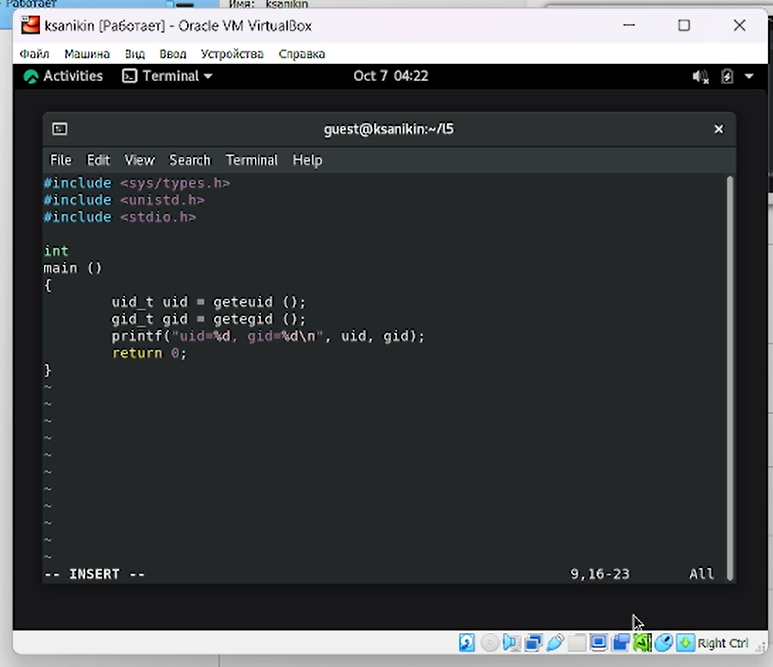 Работает
Имя: ksanikin
ksanikin [Работает] - Oracle VM VirtualBox
Файл Машина Вид Ввод Устройства Справка
Activities Terminal Oct 7 04:22
guest@ksanikin:~/l5
File Edit View Search Terminal Help
#include <sys/types.h>
#include <unistd.h>
#include <stdio.h>
int
main ()
{
uid_t uid = geteuid ();
gid_t gid = getegid ();
printf("uid=%d, gid=%d\n", uid, gid);
return 0;
}
~
~
~
~
~
~
~
~
~
~
~
-- INSERT -- 9,16-23 All
Right Ctrl